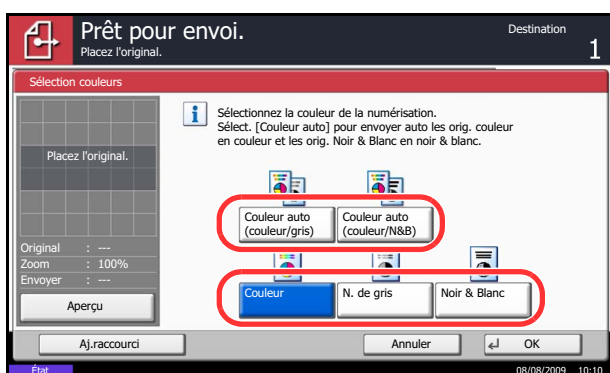 Prêt pour envoi.
Placez l'original.
Destination
1
Sélection couleurs
Placez l'original.
Sélectionnez la couleur de la numérisation.
Sélect. [Couleur auto] pour envoyer auto les orig. couleur
en couleur et les orig. Noir & Blanc en noir & blanc.
Couleur auto
(couleur/gris)
Couleur auto
(couleur/N&B)
Couleur
N. de gris
Noir & Blanc
Original : ---
Zoom : 100%
Envoyer : ---
Aperçu
Aj.raccourci
Annuler
OK
État
08/08/2009 10:10